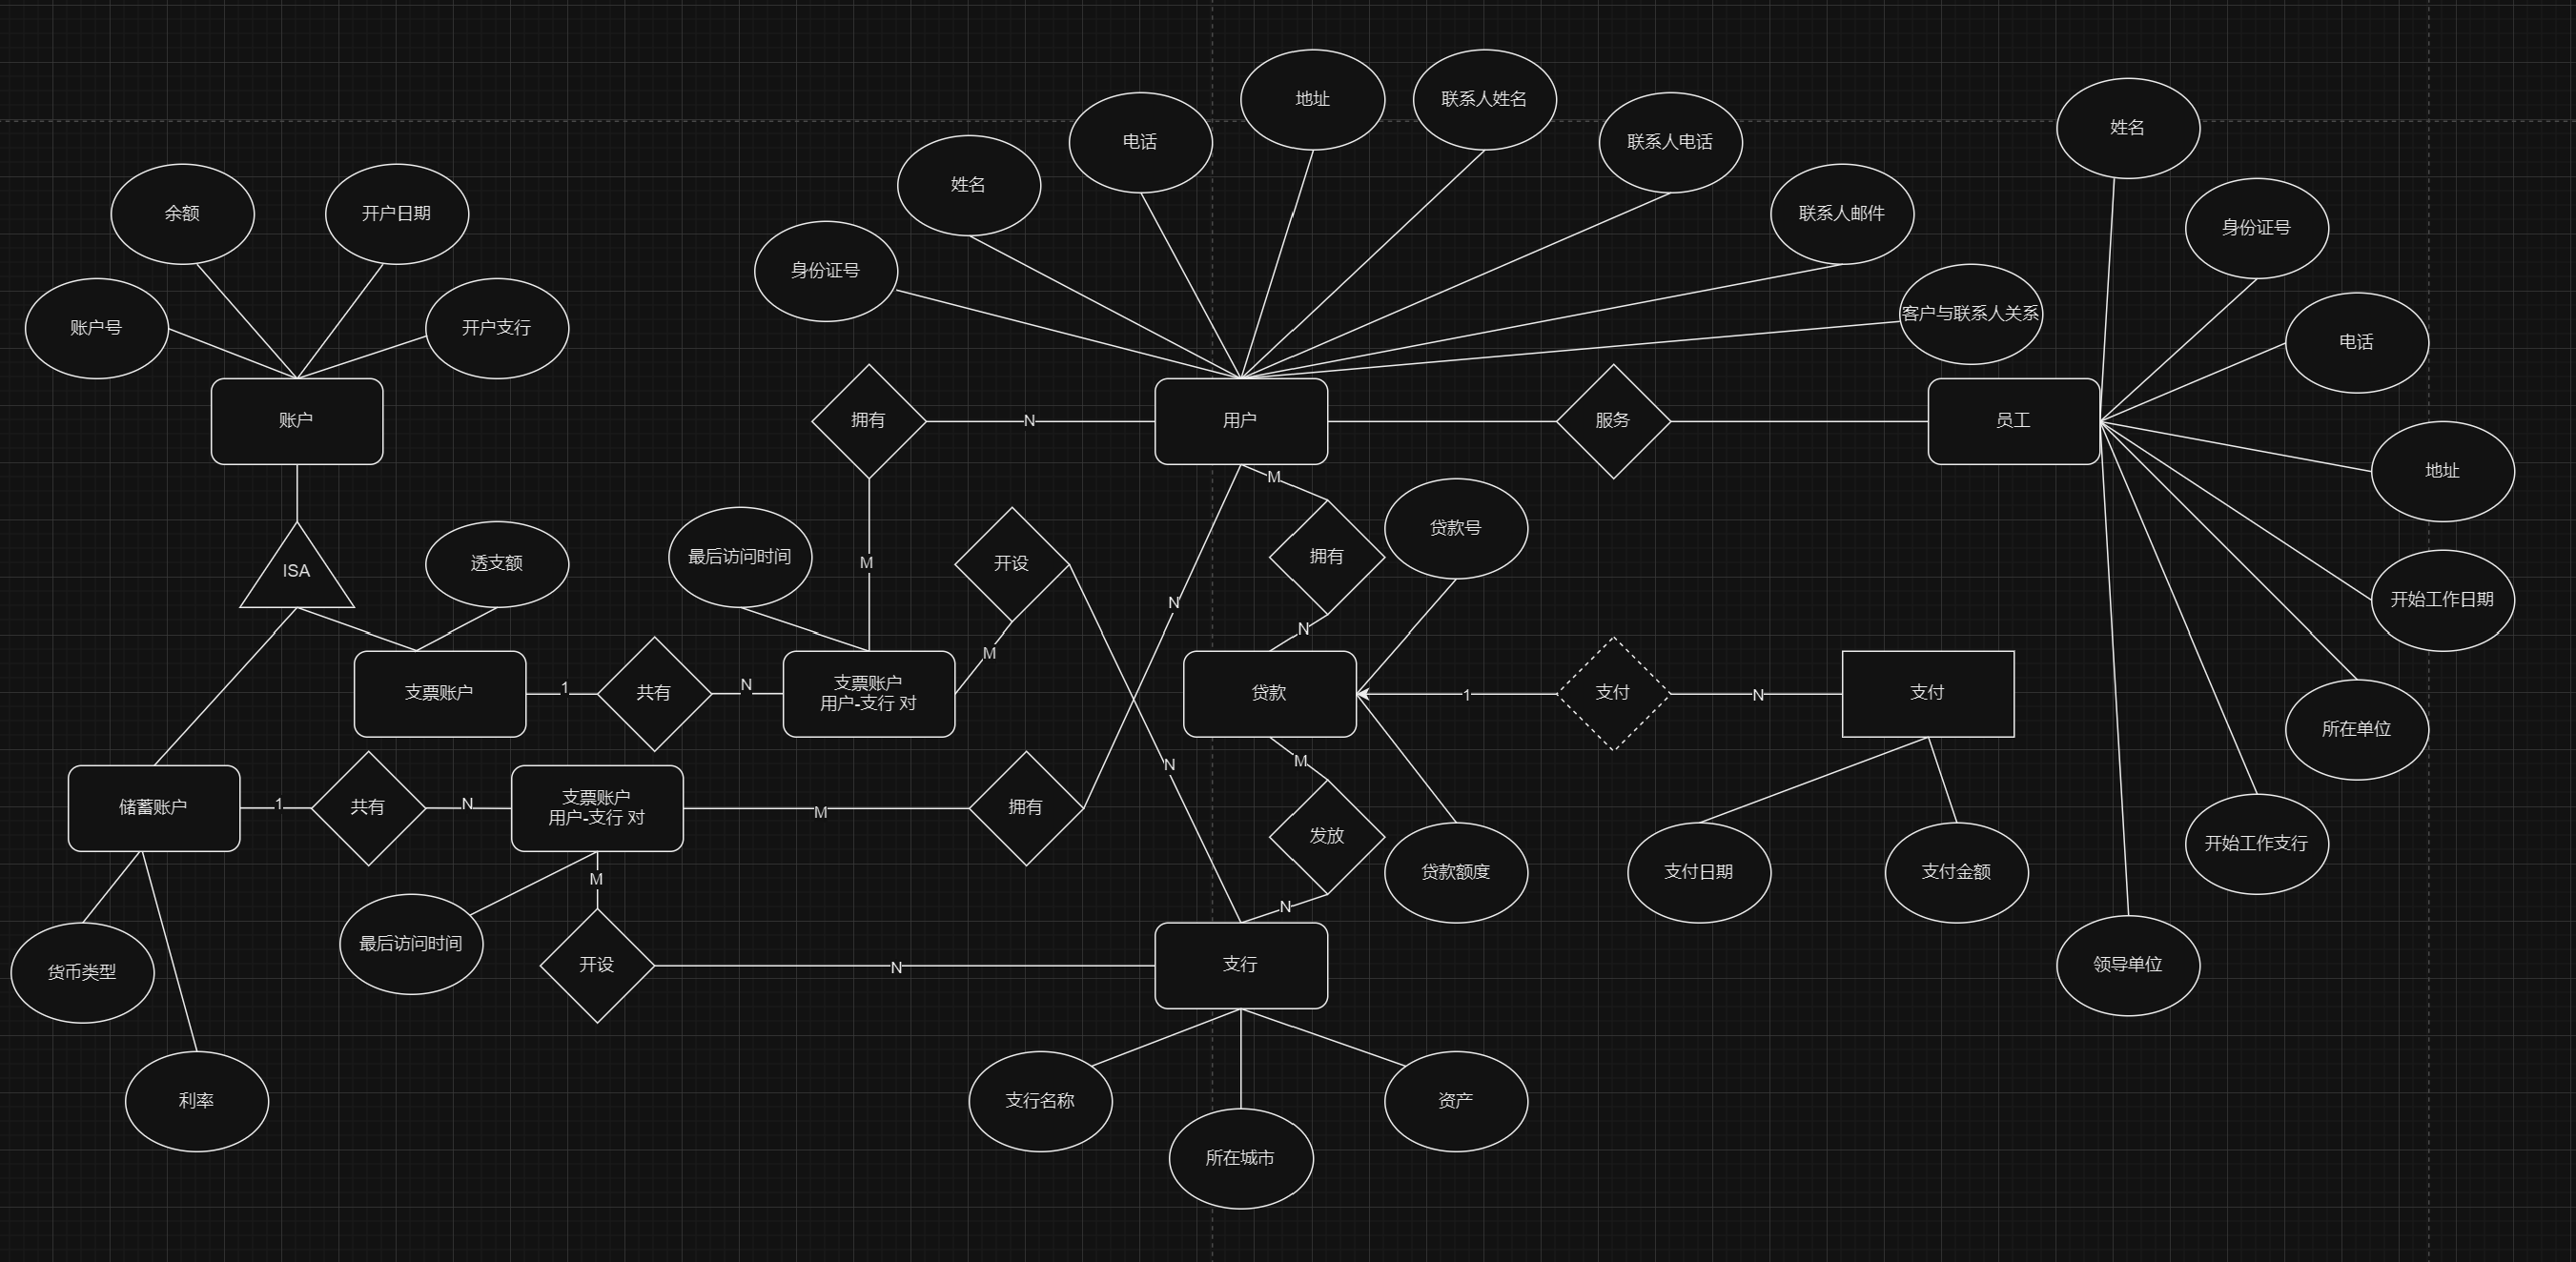 地址
联系人姓名
姓名
电话
联系人电话
姓名
余额
开户日期
联系人邮件
身份证号
身份证号
客户与联系人关系
账户号
开户支行
电话
账户
拥有
N
用户
服务
员工
地址
M
贷款号
ISA
透支额
最后访问时间
M
开设
拥有
N
开始工作日期
N
M
支票账户
1
共有
N
支票账户
用户-支行 对
贷款
1
支付
N
支付
所在单位
N
M
储蓄账户
1
共有
N
支票账户
用户-支行 对
M
拥有
发放
开始工作支行
M
贷款额度
支付日期
支付金额
N
货币类型
最后访问时间
开设
N
支行
领导单位
利率
支行名称
资产
所在城市